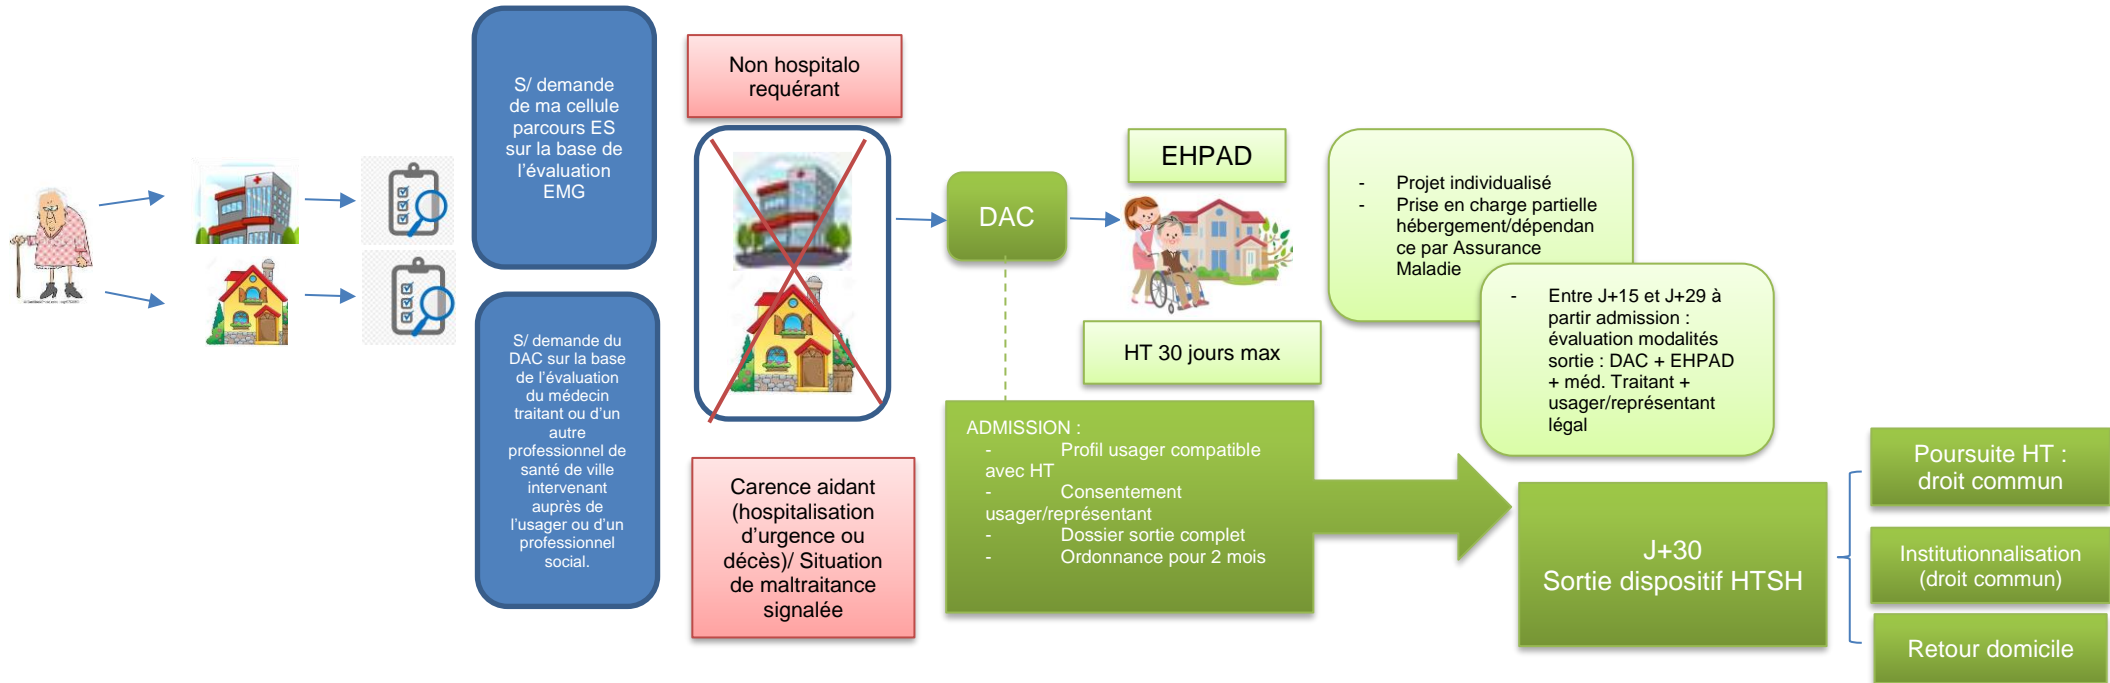 S/ demande
de ma cellule
parcours ES
sur la base de
l'évaluation
EMG
S/ demande du
DAC sur la base
de l'évaluation
du médecin
traitant ou d'un
autre
professionnel de
santé de ville
intervenant
auprès de
l'usager ou d'un
professionnel
social.
Non hospitalo
requérant
Carence aidant
(hospitalisation
d'urgence ou
décès)/ Situation
de maltraitance
signalée
DAC
EHPAD
HT 30 jours max
ADMISSION :
- Profil usager compatible
avec HT
- Consentement
usager/représentant
- Dossier sortie complet
- Ordonnance pour 2 mois
- Projet individualisé
- Prise en charge partielle
hébergement/dépendan
ce par Assurance
Maladie
- Entre J+15 et J+29 à
partir admission :
évaluation modalités
sortie : DAC + EHPAD
+ méd. Traitant +
usager/représentant
légal
J+30
Sortie dispositif HTSH
Poursuite HT :
droit commun
Institutionnalisation
(droit commun)
Retour domicile